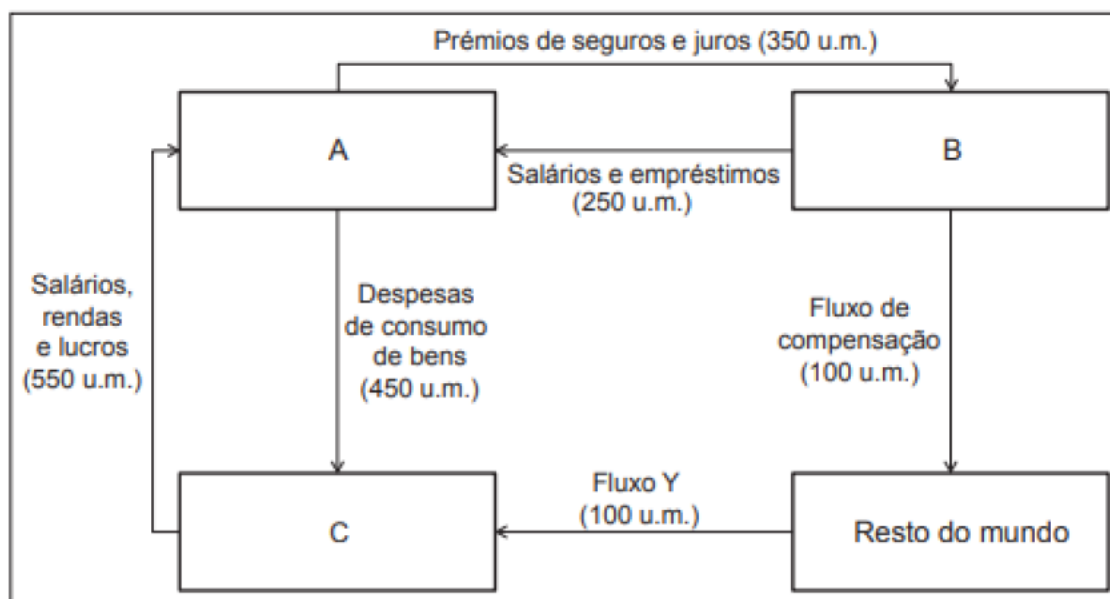 Prémios de seguros e juros (350 u.m.)
A
B
Salários e empréstimos
(250 u.m.)
Salários,
rendas
e lucros
(550 u.m.)
Despesas
de consumo
de bens
(450 u.m.)
Fluxo de
compensação
(100 u.m.)
Fluxo Y
(100 u.m.)
C
Resto do mundo